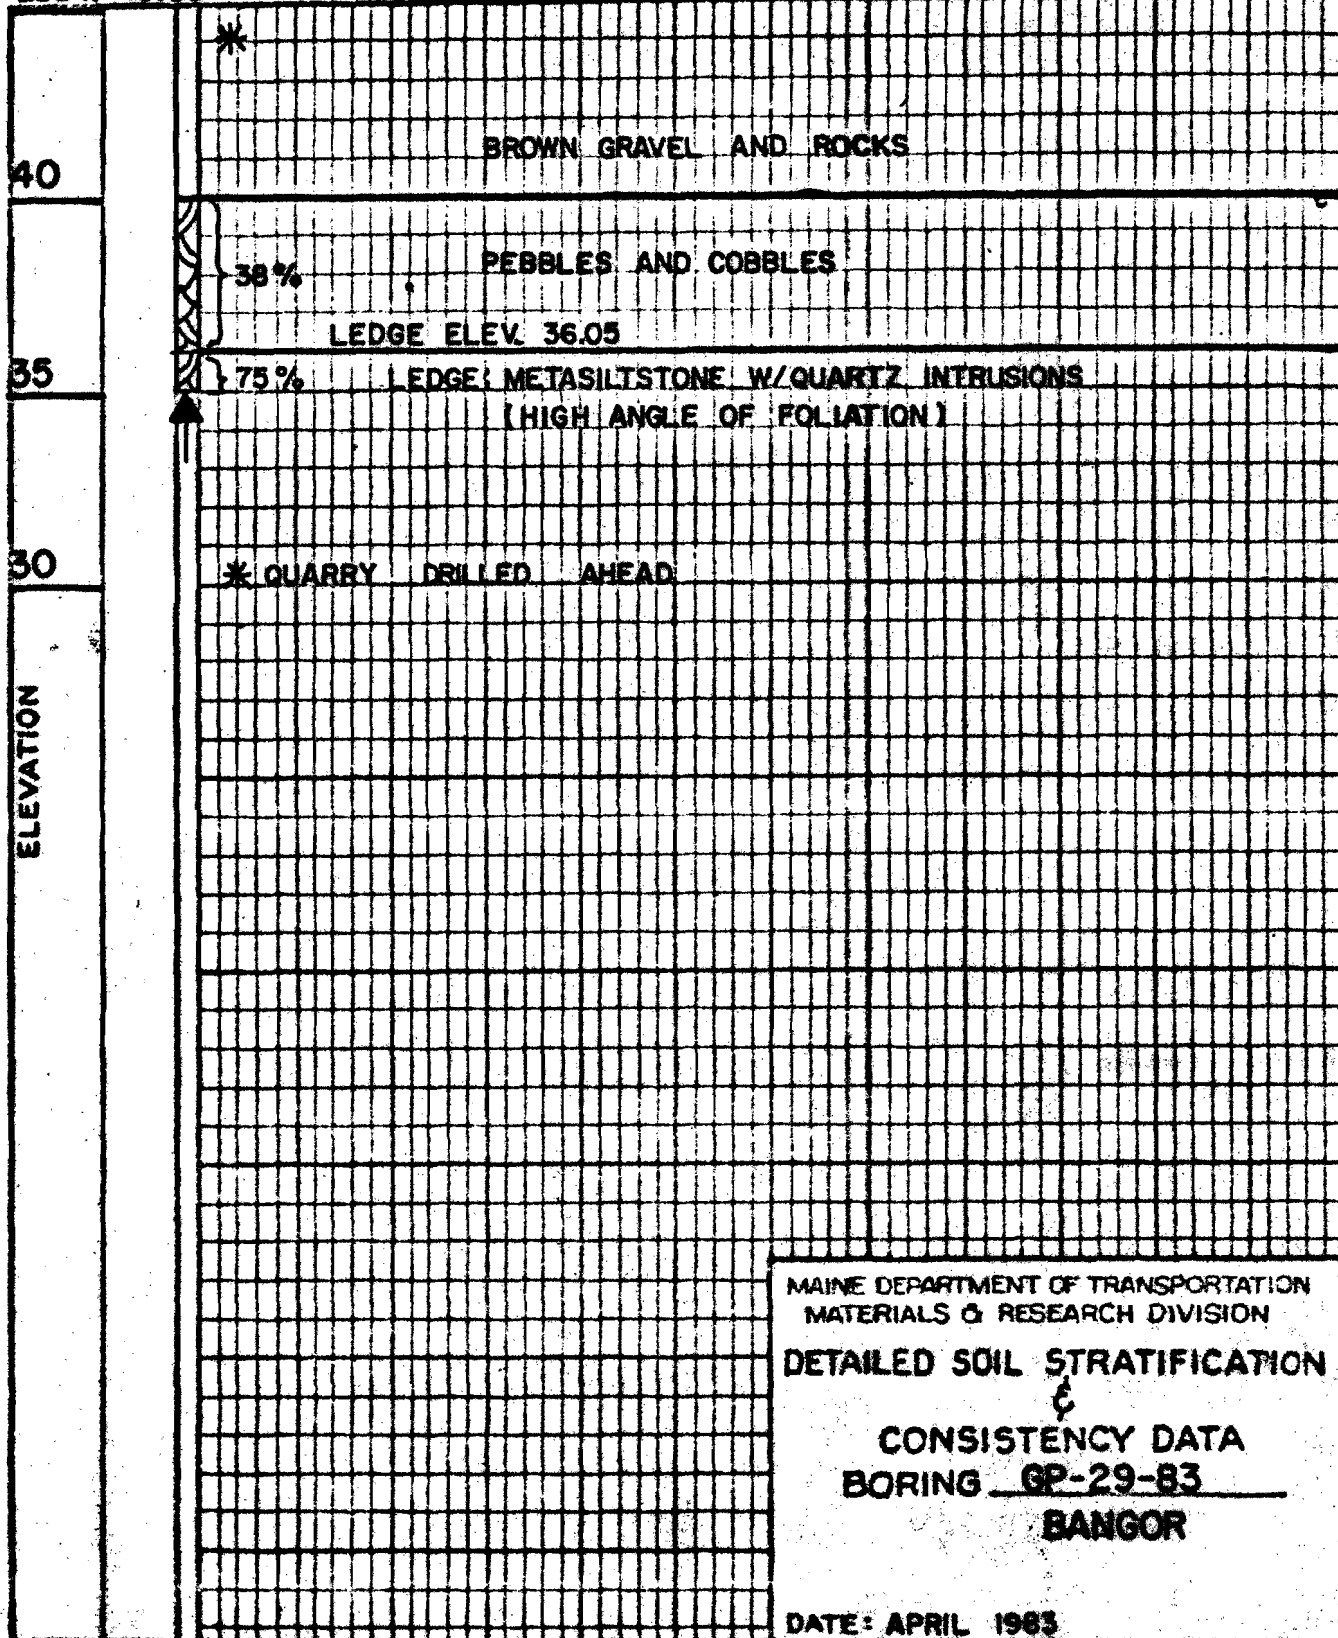 *
BROWN GRAVEL AND ROCKS
40
38 %
PEBBLES AND COBBLES
LEDGE ELEV. 36.05
35
75 %
LEDGE: METASILTSTONE W/QUARTZ INTRUSIONS
(HIGH ANGLE OF FOLIATION)
30
* QUARRY DRILLED AHEAD
ELEVATION
MAINE DEPARTMENT OF TRANSPORTATION
MATERIALS & RESEARCH DIVISION
DETAILED SOIL STRATIFICATION
&
CONSISTENCY DATA
BORING GP-29-83
BANGOR
DATE: APRIL 1983